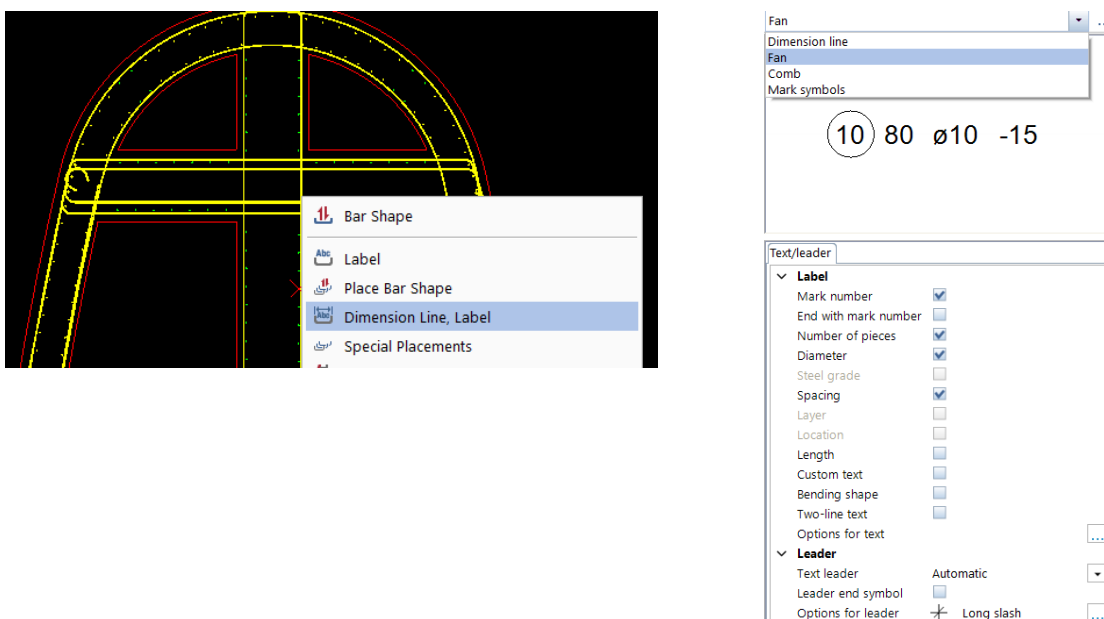 Bar Shape
Abc Label
Place Bar Shape
Abc Dimension Line, Label
Special Placements
Fan
...
Dimension line
Fan
Comb
Mark symbols
10 80 ø10 -15
Text/leader
Label
Mark number
End with mark number
Number of pieces
Diameter
Steel grade
Spacing
Layer
Location
Length
Custom text
Bending shape
Two-line text
Options for text ...
Leader
Text leader Automatic
Leader end symbol
Options for leader Long slash ...